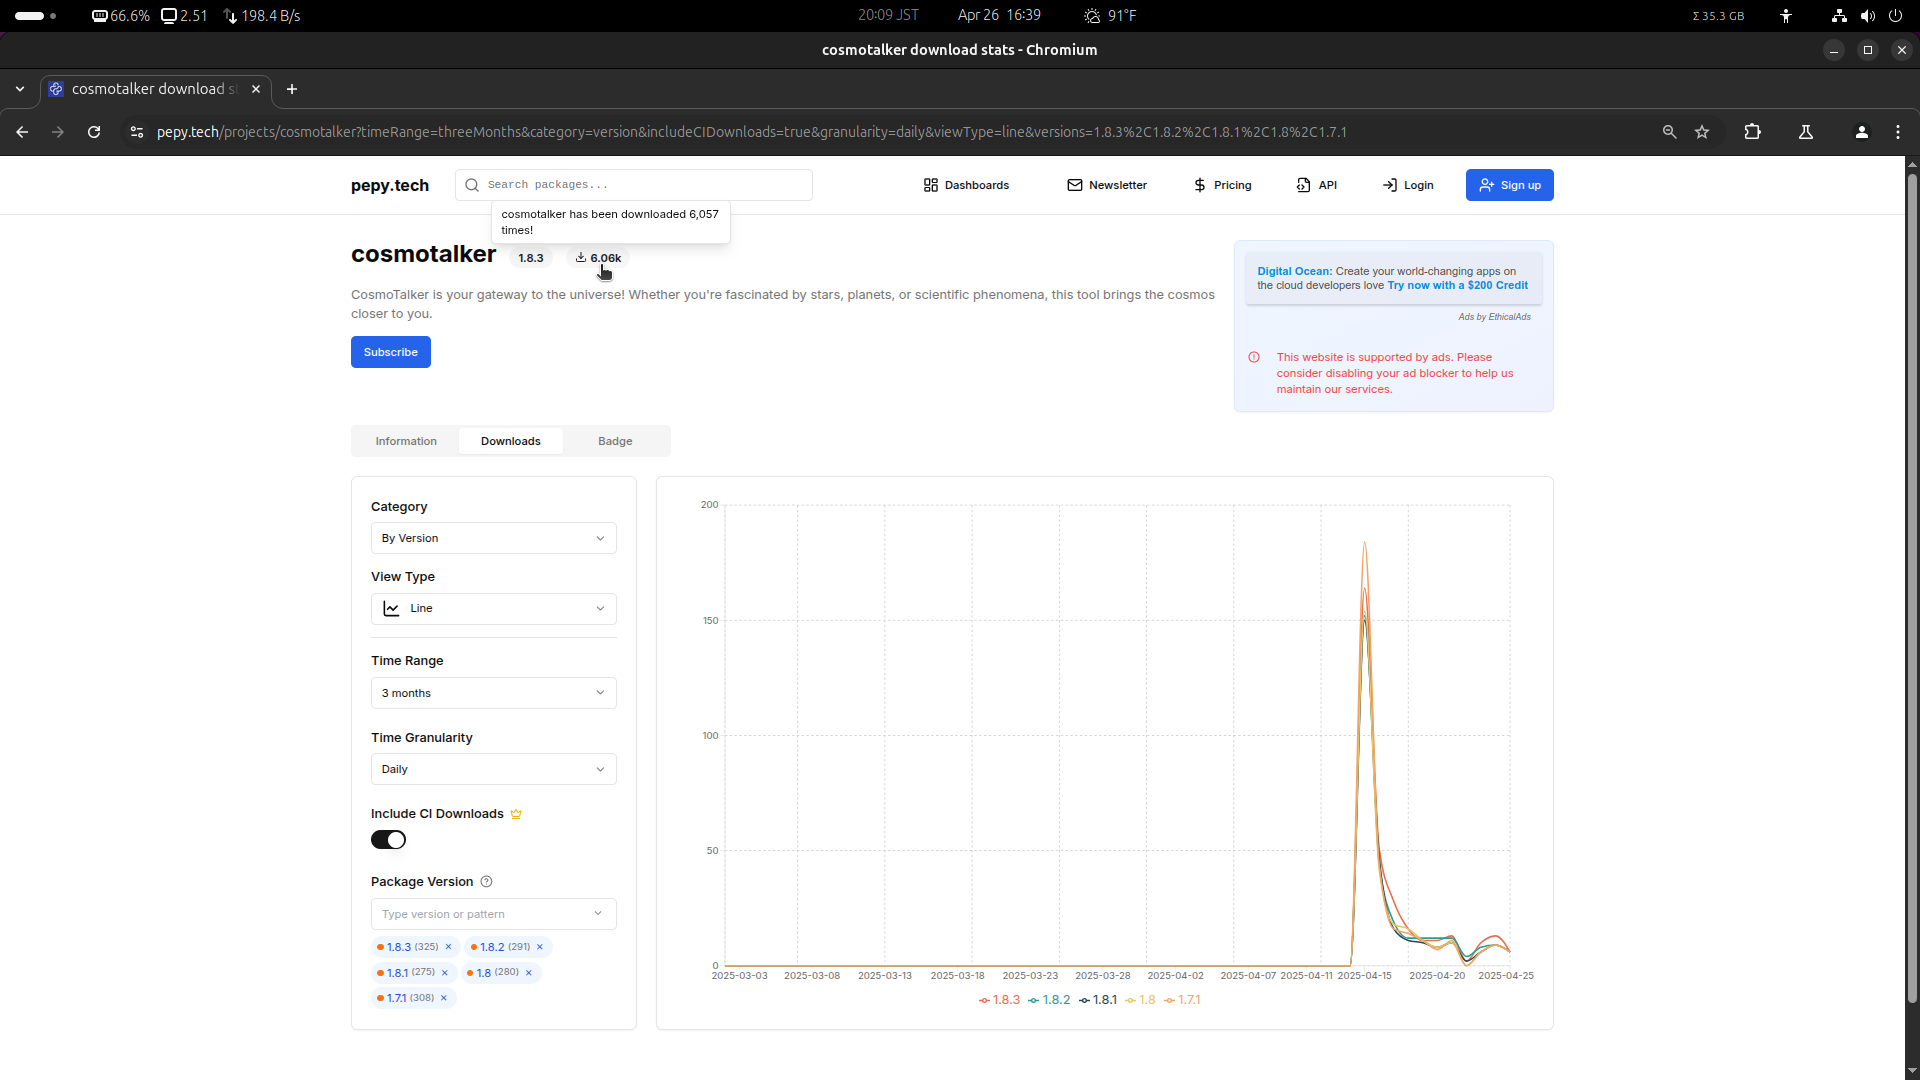 66.6% 2.51 198.4 B/s 20:09 JST Apr 26 16:39 91°F Σ 35.3 GB
cosmotalker download stats - Chromium
cosmotalker download s
pepy.tech/projects/cosmotalker?timeRange=threeMonths&category=version&includeCIDownloads=true&granularity=daily&viewType=line&versions=1.8.3%2C1.8.2%2C1.8.1%2C1.8%2C1.7.1
pepy.tech Search packages... Dashboards Newsletter Pricing API Login Sign up
cosmotalker has been downloaded 6,057
times!
cosmotalker 1.8.3 6.06k
CosmoTalker is your gateway to the universe! Whether you're fascinated by stars, planets, or scientific phenomena, this tool brings the cosmos
closer to you.
Subscribe
Digital Ocean: Create your world-changing apps on
the cloud developers love Try now with a $200 Credit
Ads by EthicalAds
This website is supported by ads. Please
consider disabling your ad blocker to help us
maintain our services.
Information Downloads Badge
Category
By Version
View Type
Line
Time Range
3 months
Time Granularity
Daily
Include CI Downloads
Package Version
Type version or pattern
1.8.3 (325) × 1.8.2 (291) ×
1.8.1 (275) × 1.8 (280) ×
1.7.1 (308) ×
200
150
100
50
0
2025-03-03 2025-03-08 2025-03-13 2025-03-18 2025-03-23 2025-03-28 2025-04-02 2025-04-07 2025-04-11 2025-04-15 2025-04-20 2025-04-25
1.8.3 1.8.2 1.8.1 1.8 1.7.1